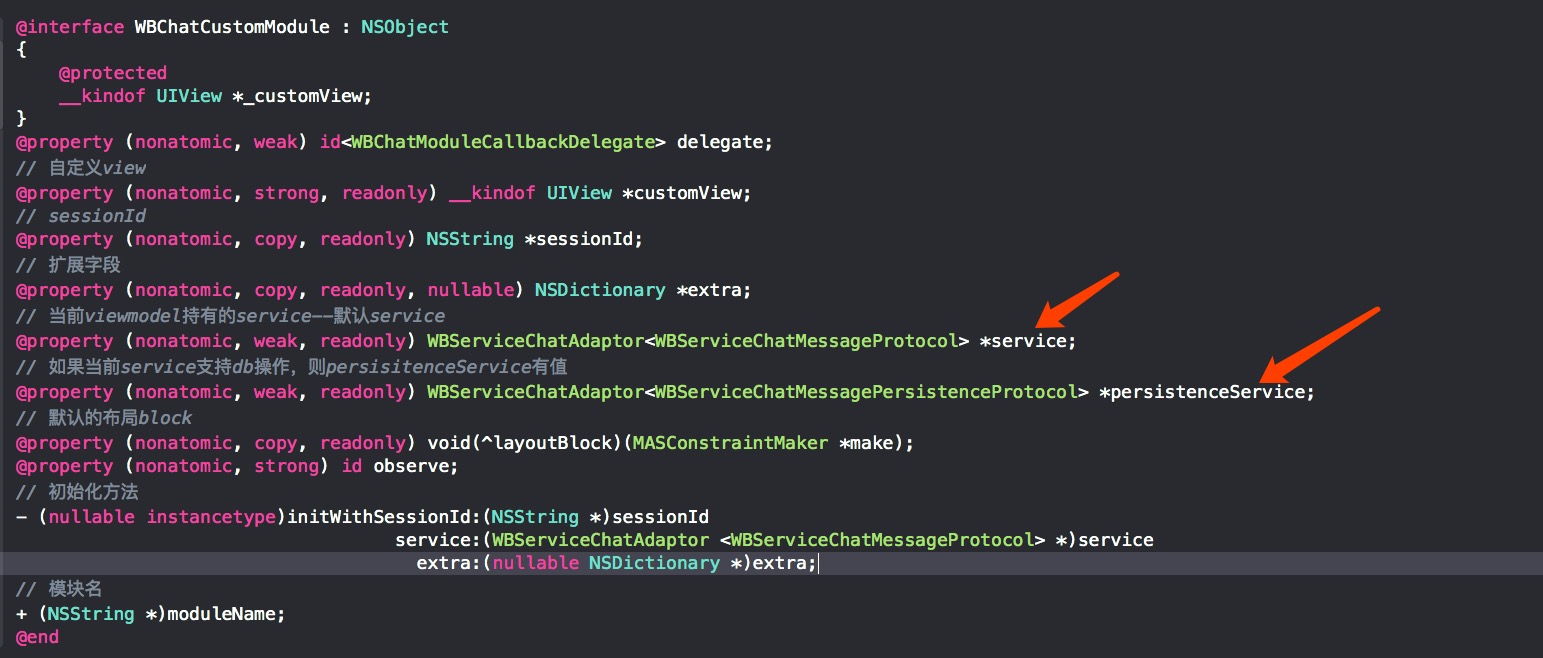 @interface WBChatCustomModule : NSObject
{
    @protected
    __kindof UIView *_customView;
}
@property (nonatomic, weak) id<WBChatModuleCallbackDelegate> delegate;
// 自定义view
@property (nonatomic, strong, readonly) __kindof UIView *customView;
// sessionId
@property (nonatomic, copy, readonly) NSString *sessionId;
// 扩展字段
@property (nonatomic, copy, readonly, nullable) NSDictionary *extra;
// 当前viewmodel持有的service——默认service
@property (nonatomic, weak, readonly) WBServiceChatAdaptor<WBServiceChatMessageProtocol> *service;
// 如果当前service支持db操作，则persisitenceService有值
@property (nonatomic, weak, readonly) WBServiceChatAdaptor<WBServiceChatMessagePersistenceProtocol> *persistenceService;
// 默认的布局block
@property (nonatomic, copy, readonly) void(^layoutBlock)(MASConstraintMaker *make);
@property (nonatomic, strong) id observe;
// 初始化方法
- (nullable instancetype)initWithSessionId:(NSString *)sessionId
                                   service:(WBServiceChatAdaptor <WBServiceChatMessageProtocol> *)service
                                     extra:(nullable NSDictionary *)extra;
// 模块名
+ (NSString *)moduleName;
@end